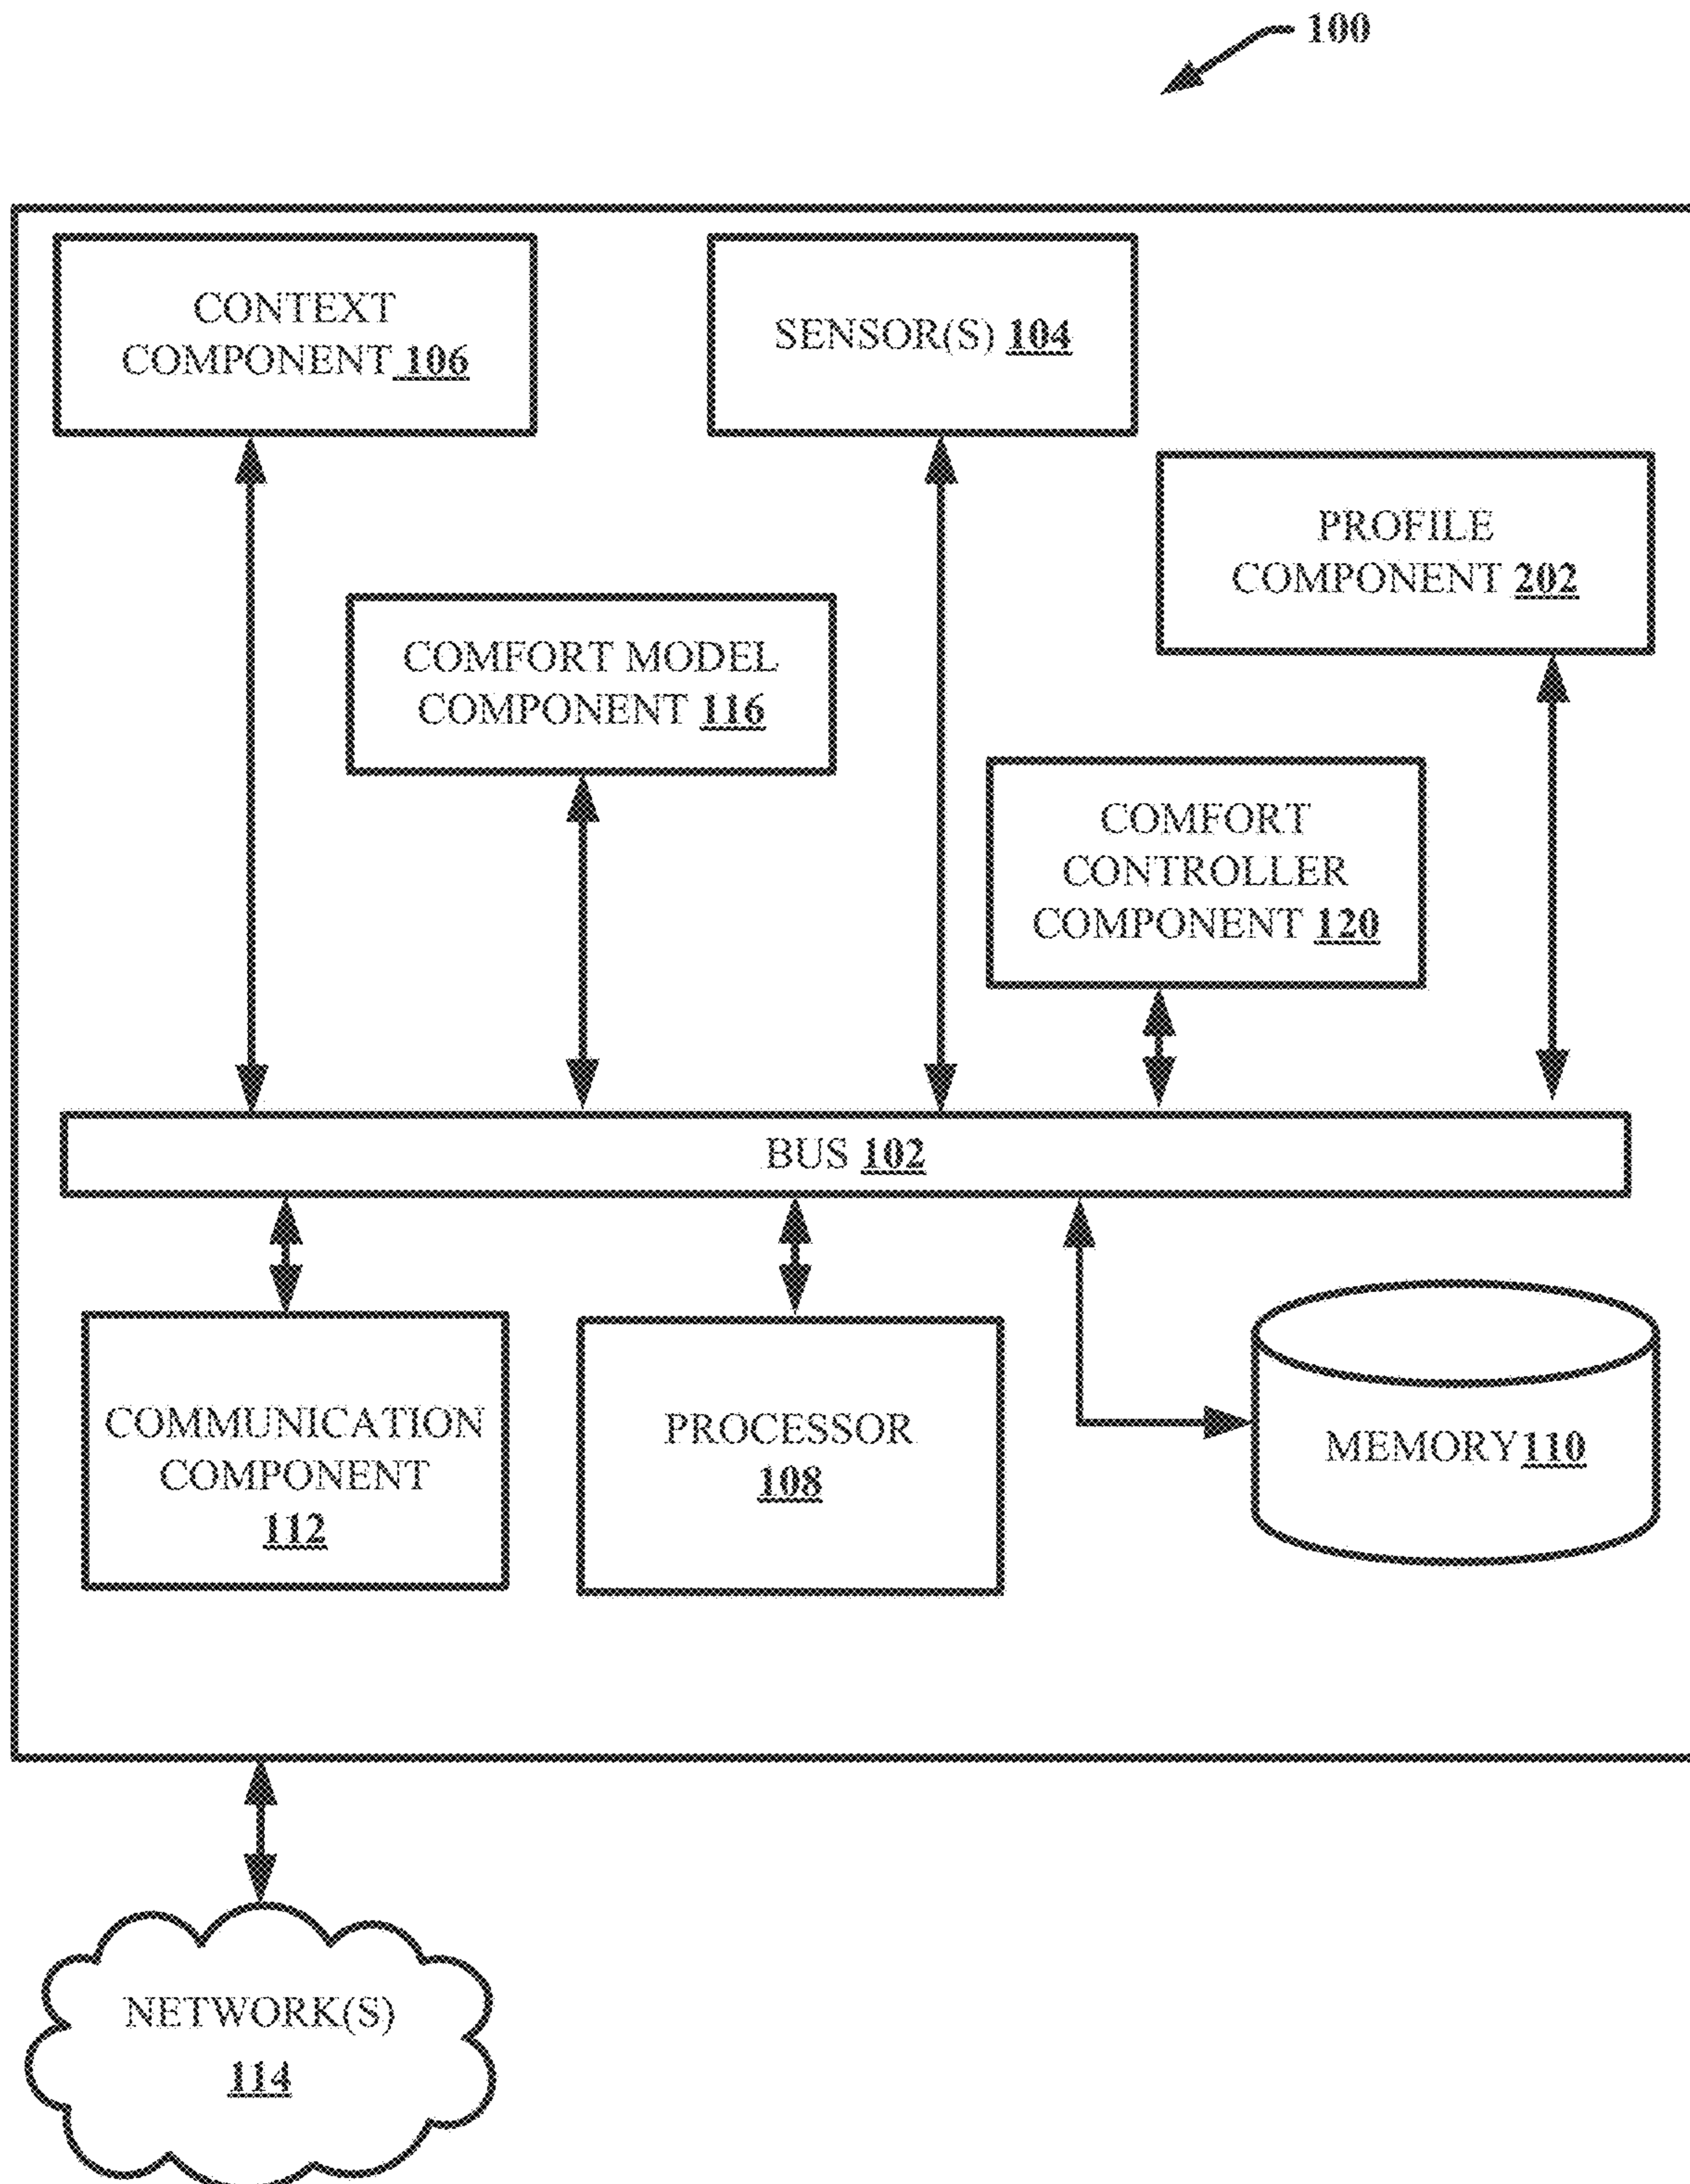 100
CONTEXT
COMPONENT 106
SENSOR(S) 104
PROFILE
COMPONENT 202
COMFORT MODEL
COMPONENT 116
COMFORT
CONTROLLER
COMPONENT 120
BUS 102
COMMUNICATION
COMPONENT
112
PROCESSOR
108
MEMORY110
NETWORK(S)
114